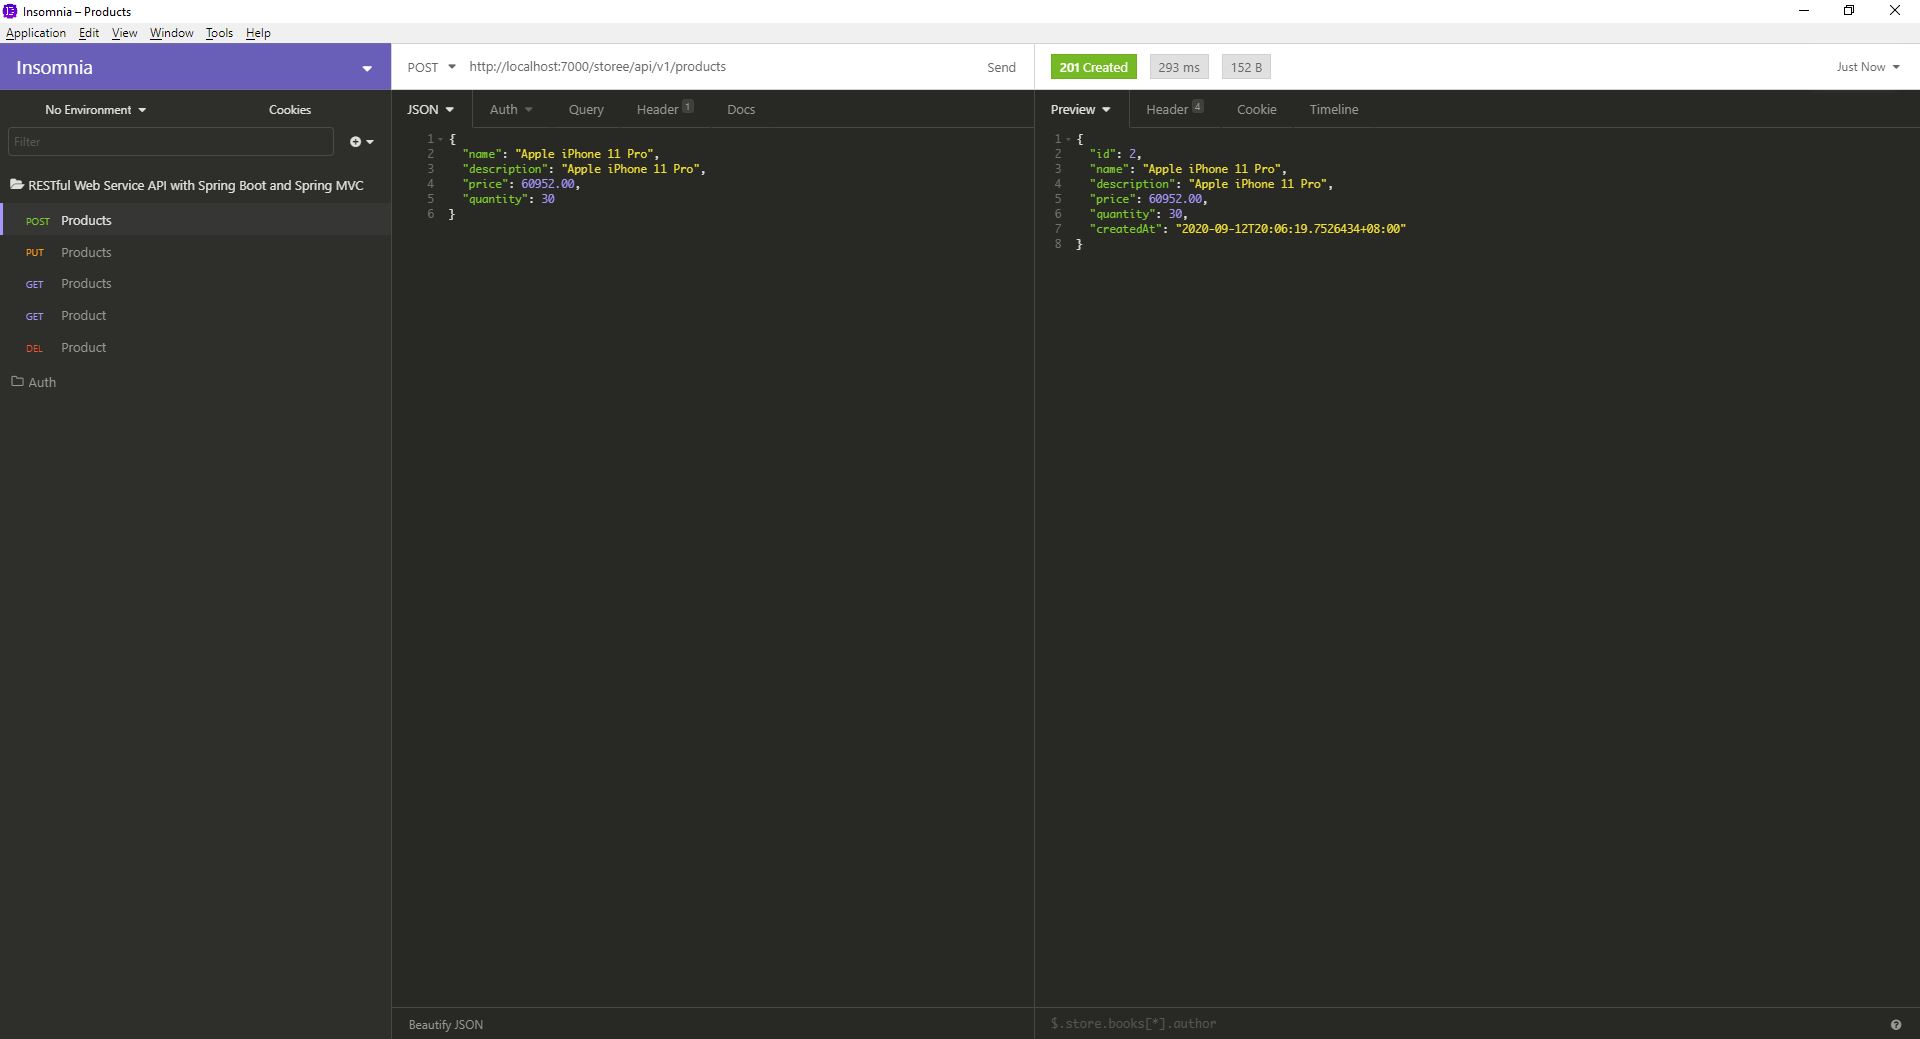 Insomnia – Products
Application Edit View Window Tools Help
Insomnia
POST http://localhost:7000/storee/api/v1/products Send
201 Created 293 ms 152 B Just Now
No Environment Cookies
Filter
RESTful Web Service API with Spring Boot and Spring MVC
POST Products
PUT Products
GET Products
GET Product
DEL Product
Auth
JSON Auth Query Header 1 Docs
1 {
2 "name": "Apple iPhone 11 Pro",
3 "description": "Apple iPhone 11 Pro",
4 "price": 60952.00,
5 "quantity": 30
6 }
Beautify JSON
Preview Header 4 Cookie Timeline
1 {
2 "id": 2,
3 "name": "Apple iPhone 11 Pro",
4 "description": "Apple iPhone 11 Pro",
5 "price": 60952.00,
6 "quantity": 30,
7 "createdAt": "2020-09-12T20:06:19.7526434+08:00"
8 }
$.store.books[*].author